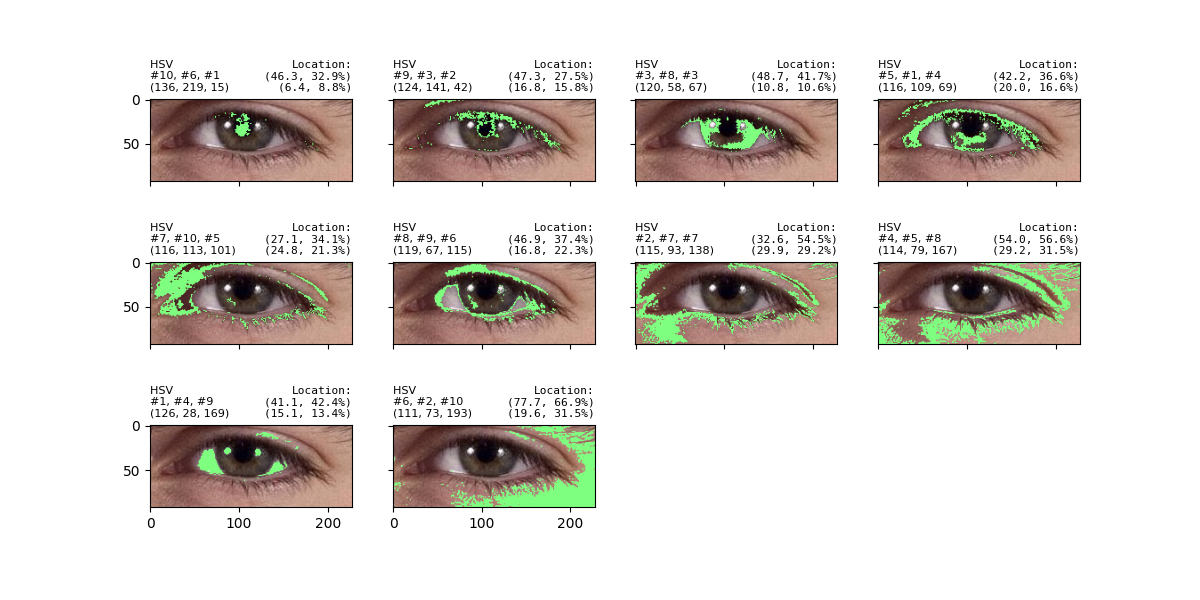 HSV Location:
#10, #6, #1 (46.3, 32.9%)
(136, 219, 15) (6.4, 8.8%)
HSV Location:
#9, #3, #2 (47.3, 27.5%)
(124, 141, 42) (16.8, 15.8%)
HSV Location:
#3, #8, #3 (48.7, 41.7%)
(120, 58, 67) (10.8, 10.6%)
HSV Location:
#5, #1, #4 (42.2, 36.6%)
(116, 109, 69) (20.0, 16.6%)
0
50
HSV Location:
#7, #10, #5 (27.1, 34.1%)
(116, 113, 101) (24.8, 21.3%)
HSV Location:
#8, #9, #6 (46.9, 37.4%)
(119, 67, 115) (16.8, 22.3%)
HSV Location:
#2, #7, #7 (32.6, 54.5%)
(115, 93, 138) (29.9, 29.2%)
HSV Location:
#4, #5, #8 (54.0, 56.6%)
(114, 79, 167) (29.2, 31.5%)
0
50
HSV Location:
#1, #4, #9 (41.1, 42.4%)
(126, 28, 169) (15.1, 13.4%)
HSV Location:
#6, #2, #10 (77.7, 66.9%)
(111, 73, 193) (19.6, 31.5%)
0
50
0 100 200
0 100 200